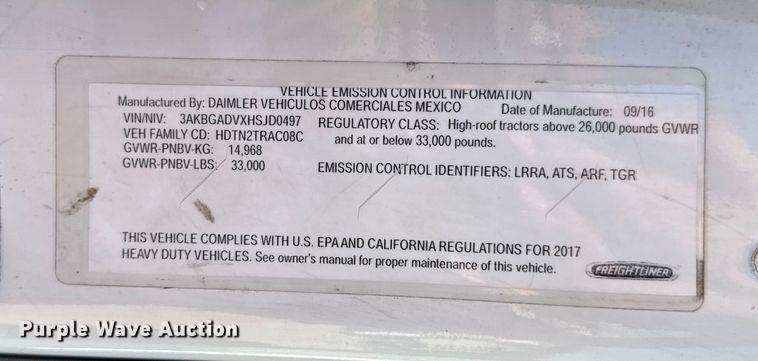 VEHICLE EMISSION CONTROL INFORMATION
Manufactured By: DAIMLER VEHICULOS COMERCIALES MEXICO Date of Manufacture: 09/16
VIN/NIV: 3AKBGADVXHSJD0497 REGULATORY CLASS: High-roof tractors above 26,000 pounds GVWR
VEH FAMILY CD: HDTN2TRAC08C and at or below 33,000 pounds.
GVWR-PNBV-KG: 14,968
GVWR-PNBV-LBS: 33,000 EMISSION CONTROL IDENTIFIERS: LRRA, ATS, ARF, TGR
THIS VEHICLE COMPLIES WITH U.S. EPA AND CALIFORNIA REGULATIONS FOR 2017
HEAVY DUTY VEHICLES. See owner's manual for proper maintenance of this vehicle.
FREIGHTLINER
Purple Wave Auction